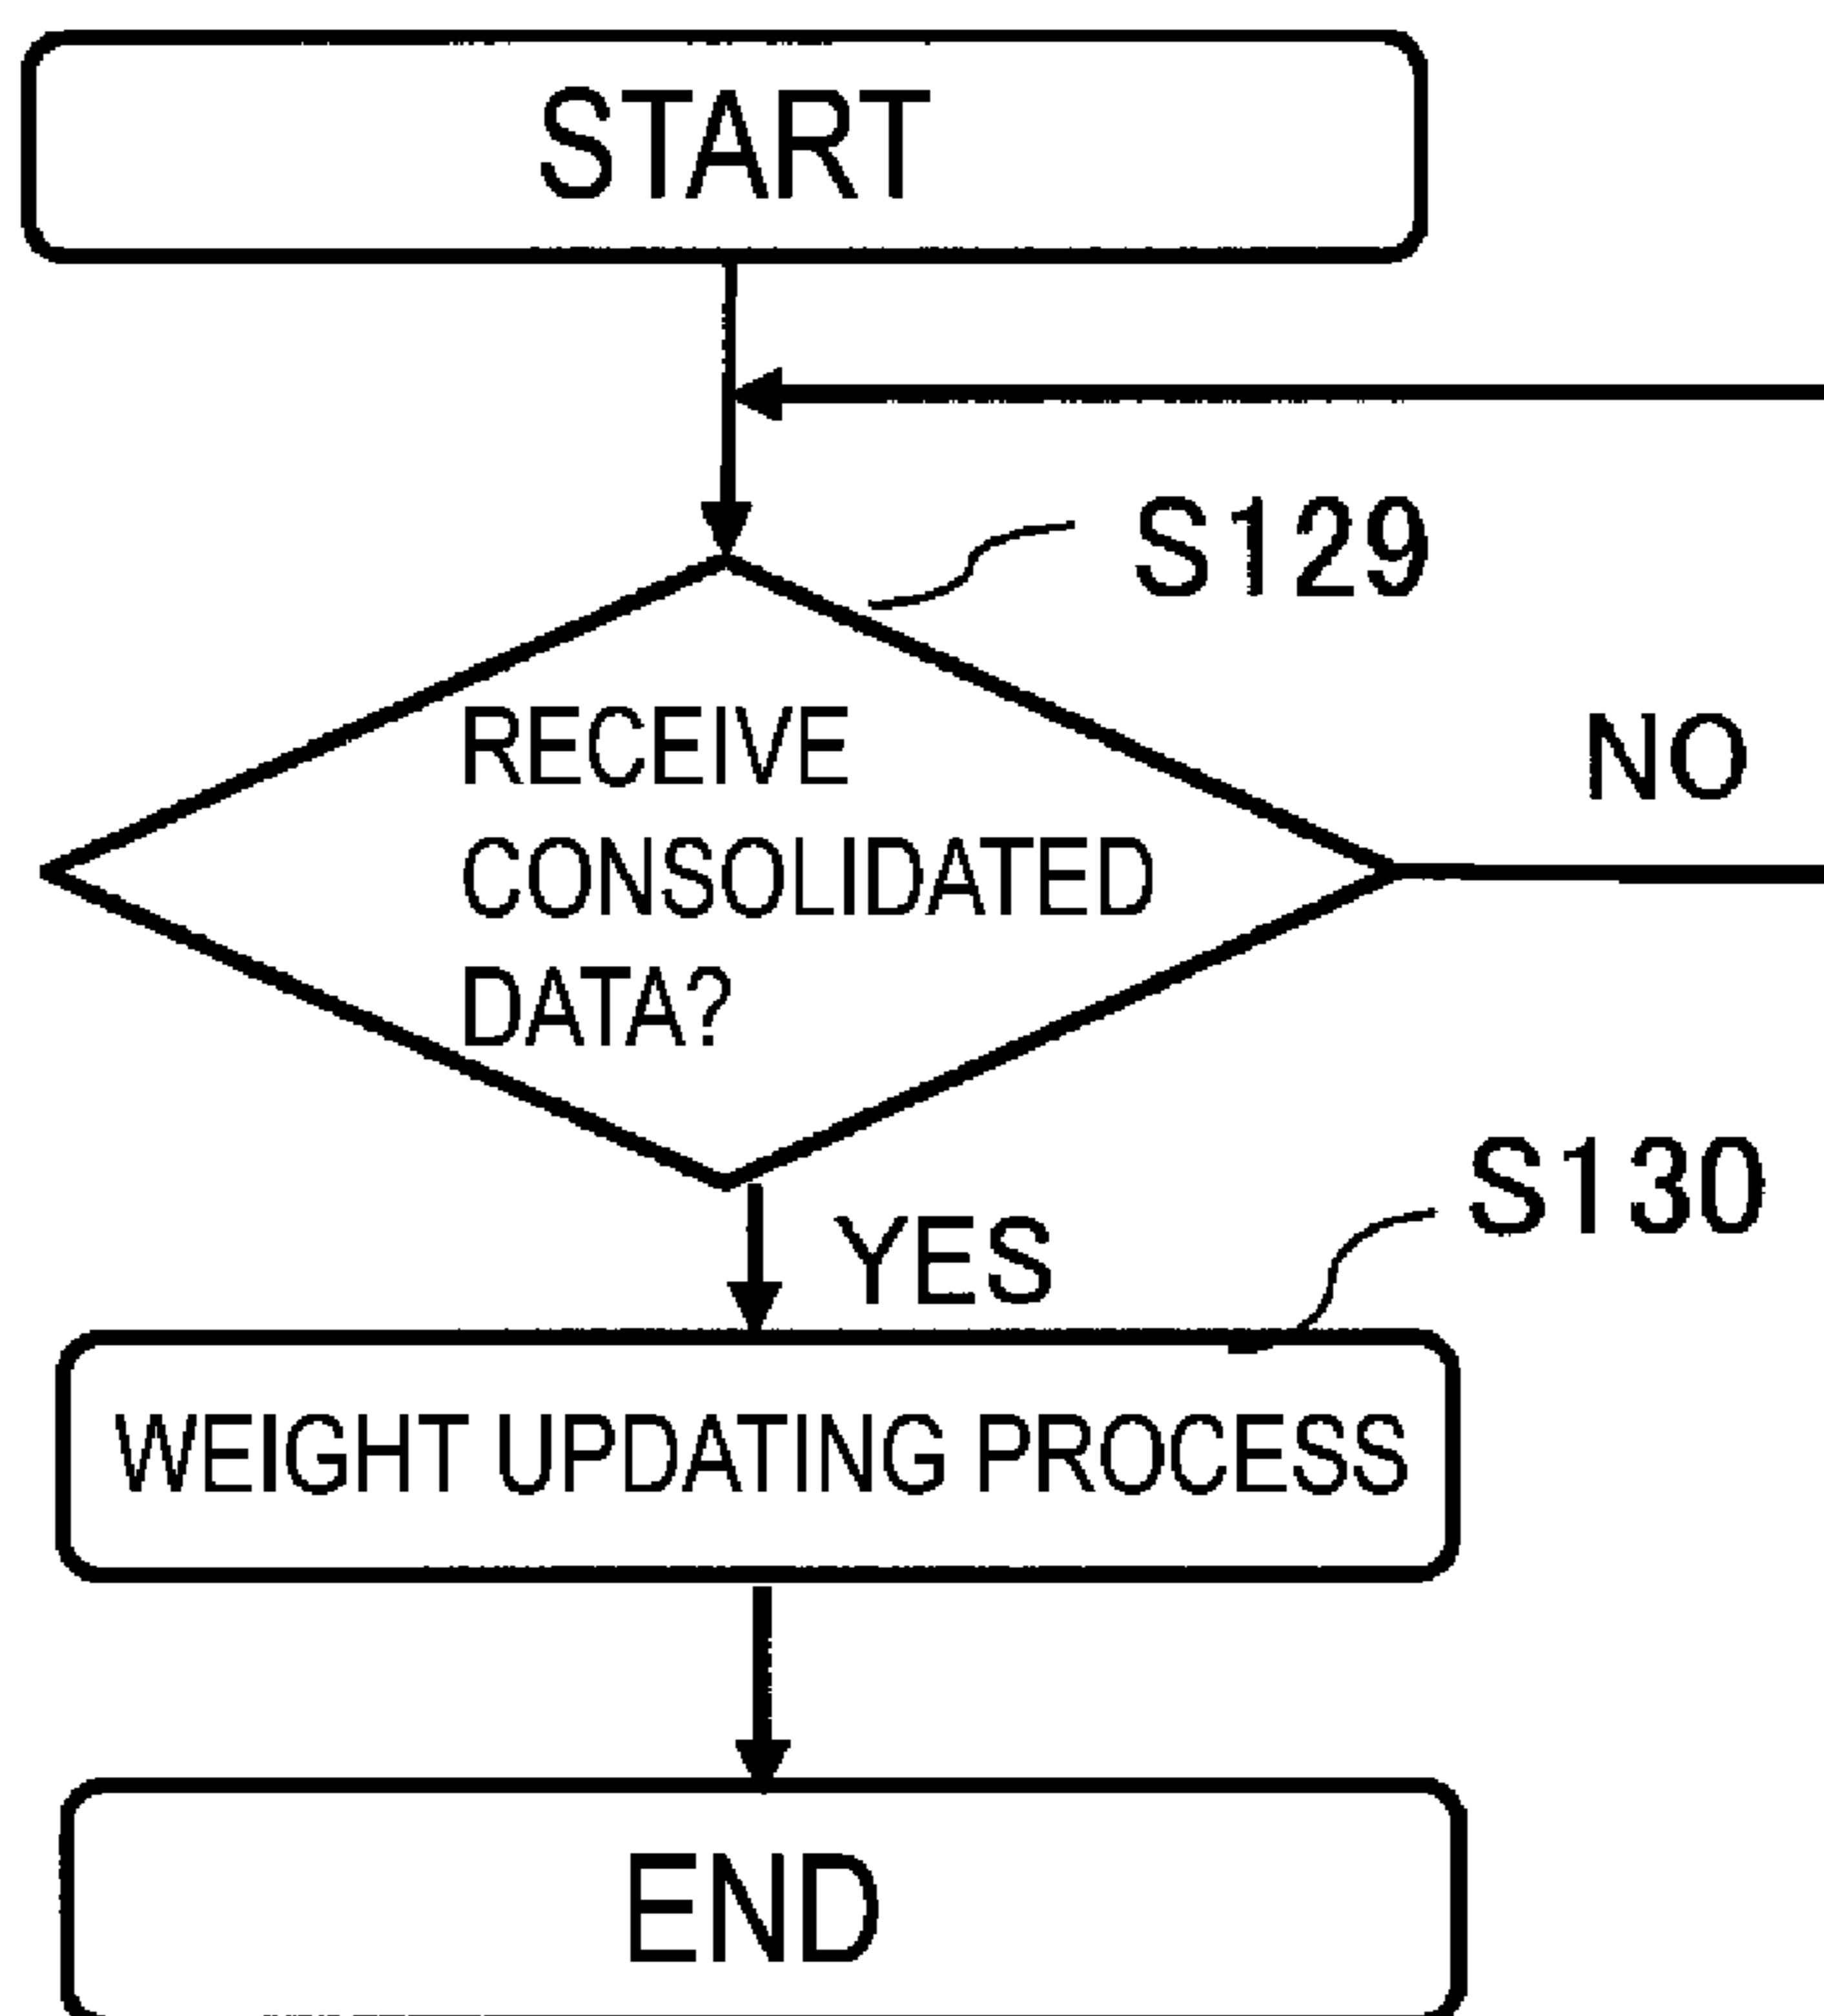 START
S129
RECEIVE
CONSOLIDATED
DATA?
NO
YES
S130
WEIGHT UPDATING PROCESS
END